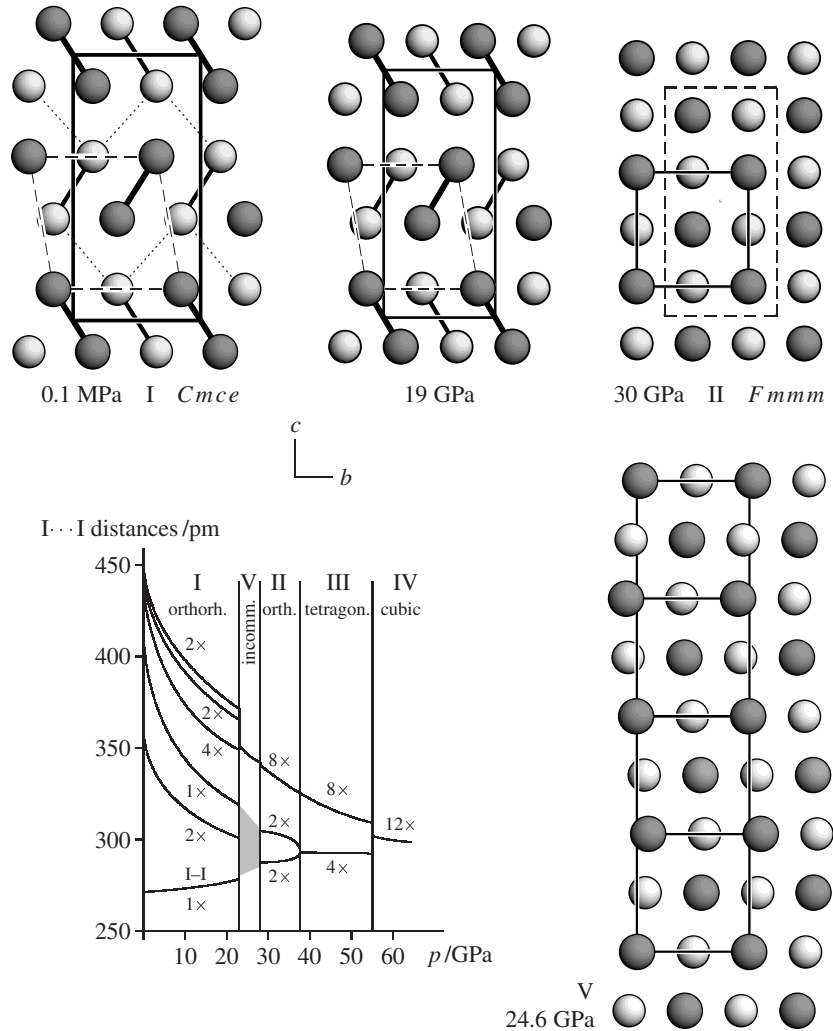 0.1 MPa I Cmce
19 GPa
30 GPa II Fmmm
c
b
I···I distances/pm
450
400
350
300
250
I V II III IV
orthorh. incomm. orth. tetragon. cubic
2×
2×
4×
1×
2×
I–I
1×
8×
2×
2×
8×
4×
12×
10 20 30 40 50 60 p/GPa
V
24.6 GPa